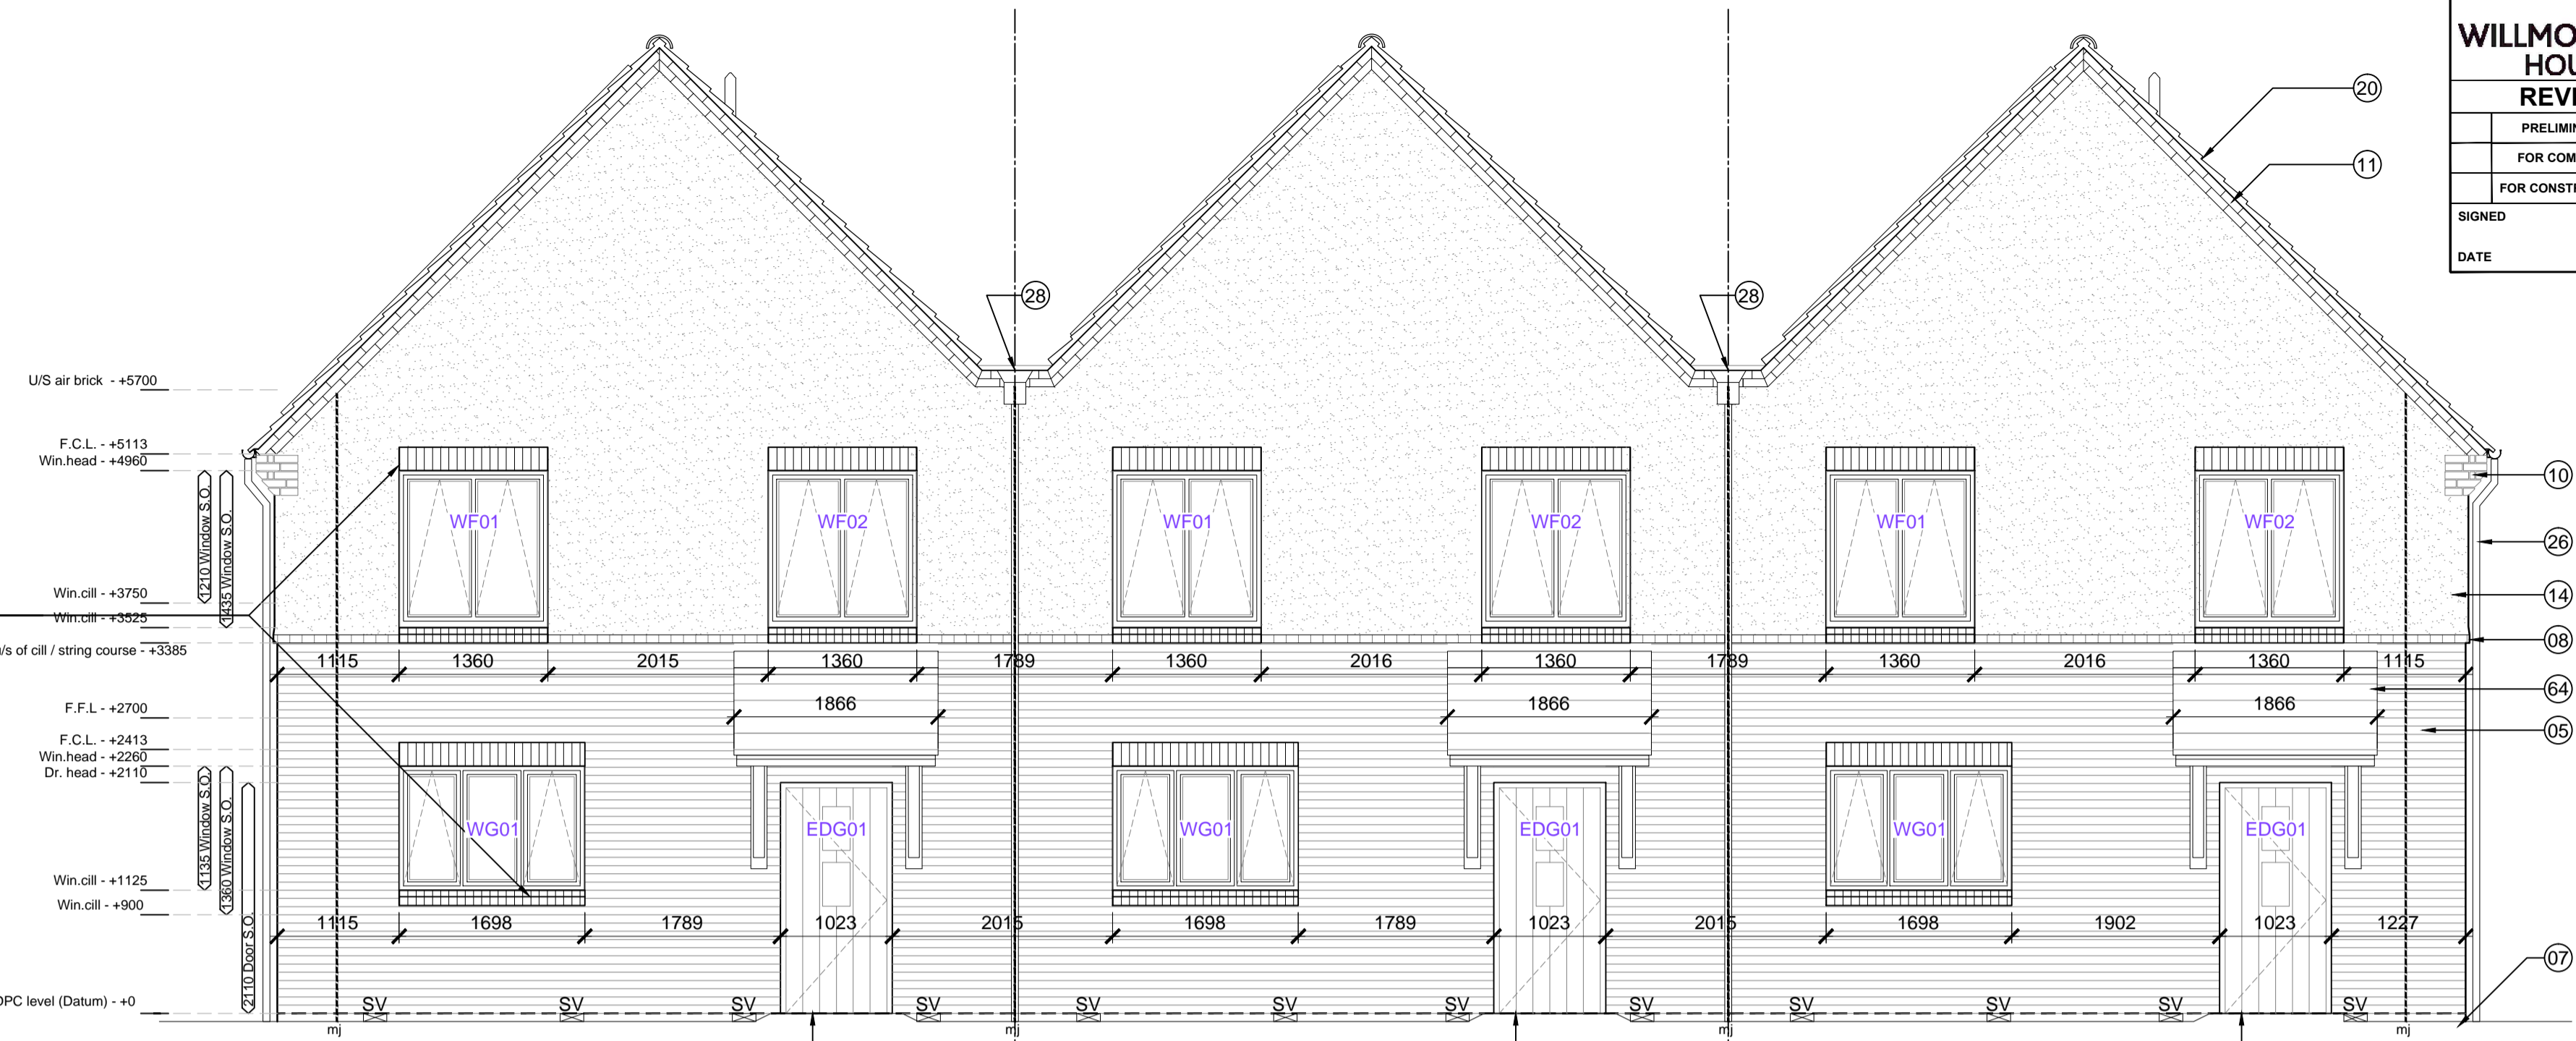 WILLMO
HOU
REVI
PRELIMIN
FOR COM
FOR CONSTR
SIGNED
DATE
20
11
28
28
U/S air brick - +5700
F.C.L. - +5113
Win.head - +4960
10
1210 Window S.O.
1435 Window S.O.
WF01
WF02
WF01
WF02
WF01
WF02
26
Win.cill - +3750
14
Win.cill - +3525
08
/s of cill / string course - +3385
1115
1360
2015
1360
1789
1360
2016
1360
1789
1360
2016
1360
1115
64
F.F.L - +2700
1866
1866
1866
05
F.C.L. - +2413
Win.head - +2260
Dr. head - +2110
1135 Window S.O.
1360 Window S.O.
2110 Door S.O.
WG01
EDG01
WG01
EDG01
WG01
EDG01
Win.cill - +1125
Win.cill - +900
1115
1698
1789
1023
2015
1698
1789
1023
2015
1698
1902
1023
1227
07
DPC level (Datum) - +0
SV
SV
SV
SV
SV
SV
SV
SV
SV
SV
SV
SV
mj
mj
mj
mj